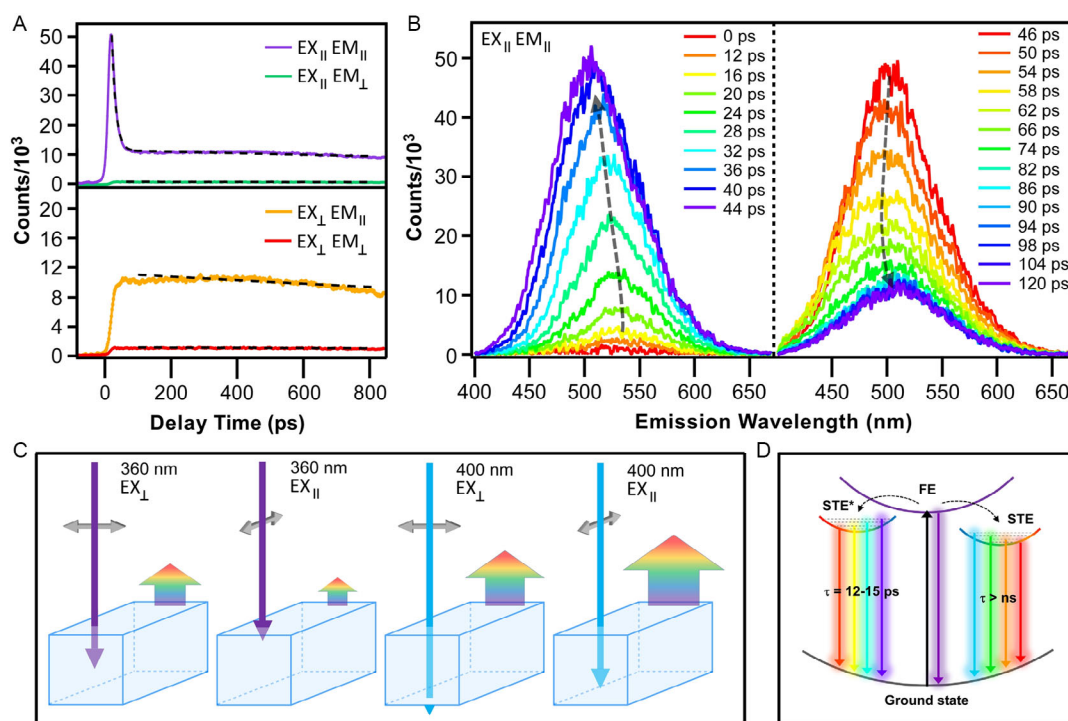 A
50
40
30
20
10
0
EX∥ EM∥
EX∥ EM⊥
20
16
12
8
4
0
EX⊥ EM∥
EX⊥ EM⊥
Counts/10³
0 200 400 600 800
Delay Time (ps)
B
EX∥ EM∥
50
40
30
20
10
0
Counts/10³
0 ps
12 ps
16 ps
20 ps
24 ps
28 ps
32 ps
36 ps
40 ps
44 ps
46 ps
50 ps
54 ps
58 ps
62 ps
66 ps
74 ps
82 ps
86 ps
90 ps
94 ps
98 ps
104 ps
120 ps
400 450 500 550 600 650 450 500 550 600 650
Emission Wavelength (nm)
C
360 nm
EX⊥
360 nm
EX∥
400 nm
EX⊥
400 nm
EX∥
D
FE
STE*
STE
τ = 12-15 ps
τ > ns
Ground state